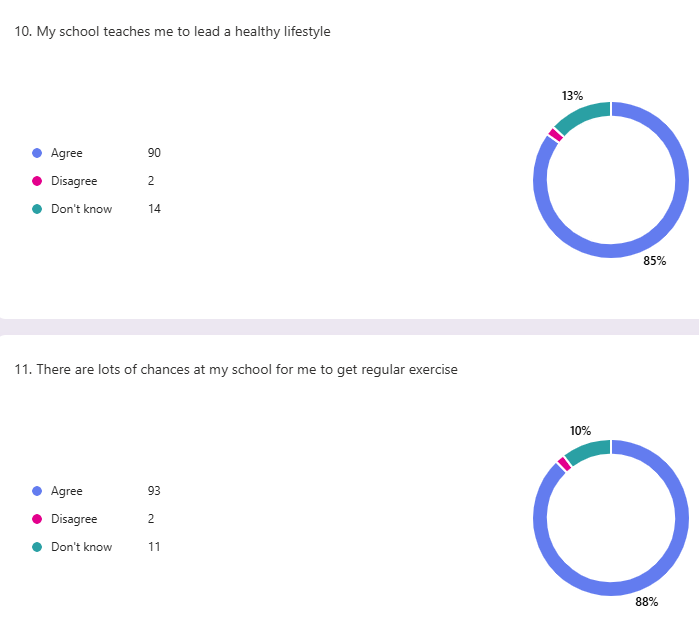 10. My school teaches me to lead a healthy lifestyle
13%
Agree 90
Disagree 2
Don't know 14
85%
11. There are lots of chances at my school for me to get regular exercise
10%
Agree 93
Disagree 2
Don't know 11
88%